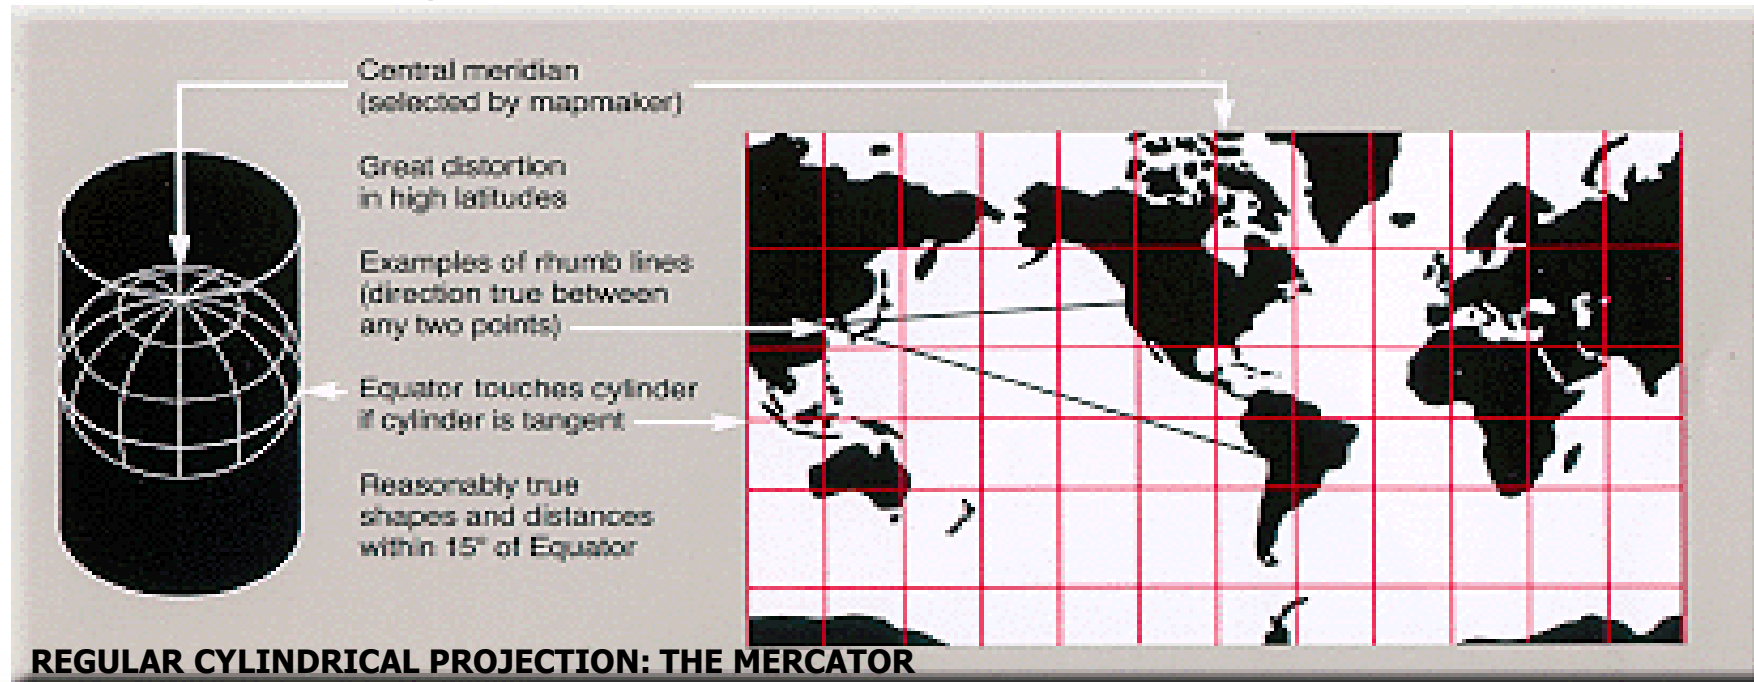 Central meridian
(selected by mapmaker)
Great distortion
in high latitudes
Examples of rhumb lines
(direction true between
any two points)
Equator touches cylinder
if cylinder is tangent
Reasonably true
shapes and distances
within 15° of Equator
REGULAR CYLINDRICAL PROJECTION: THE MERCATOR